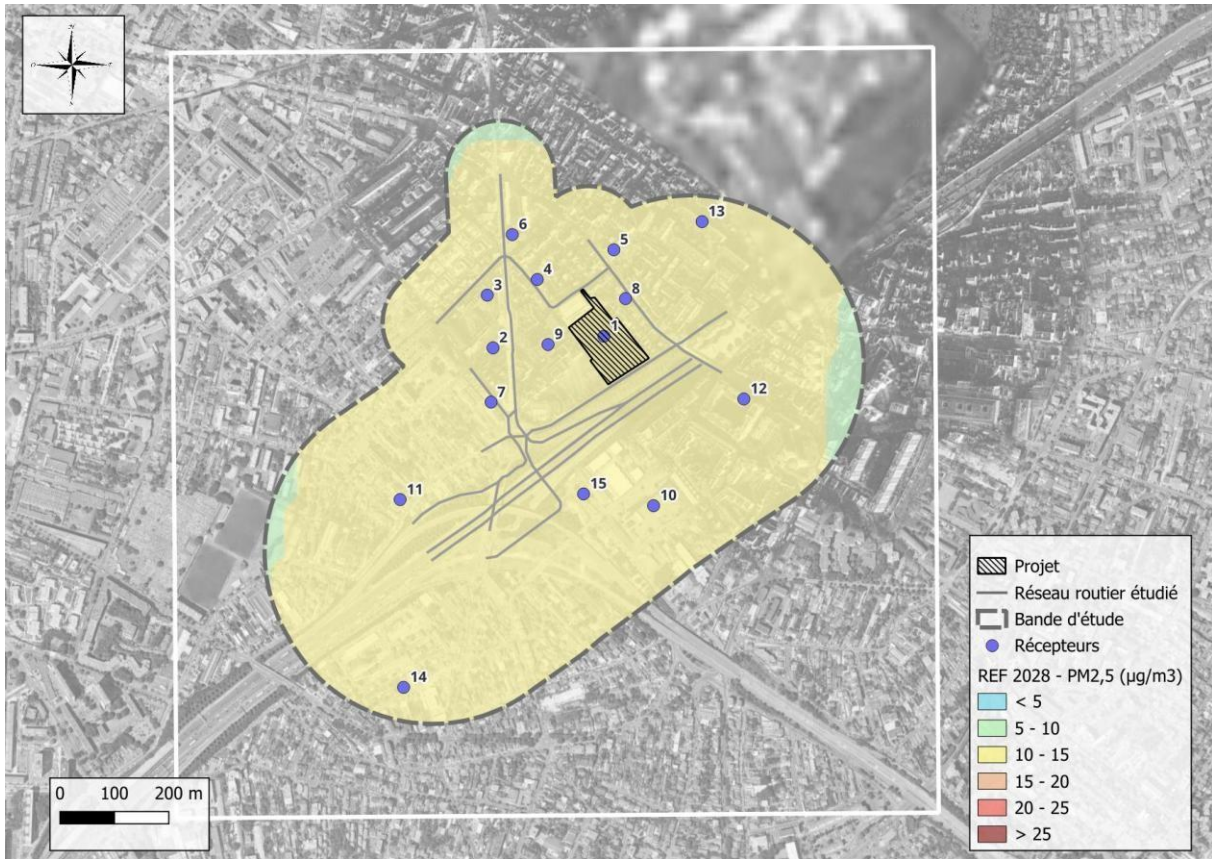 N
O
E
S
6
13
5
4
3
8
1
2
9
7
12
11
15
10
14
Projet
Réseau routier étudié
Bande d'étude
Récepteurs
REF 2028 - PM2,5 (µg/m3)
< 5
5 - 10
10 - 15
15 - 20
20 - 25
> 25
0 100 200 m